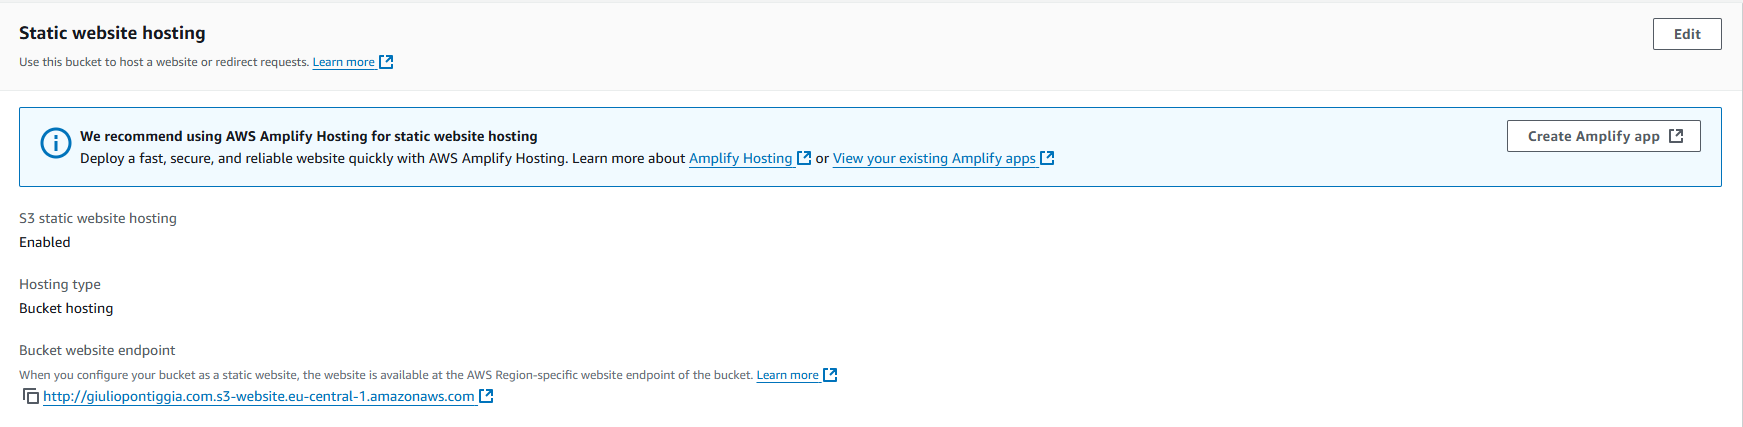 Static website hosting
Edit
Use this bucket to host a website or redirect requests. Learn more
We recommend using AWS Amplify Hosting for static website hosting
Create Amplify app
Deploy a fast, secure, and reliable website quickly with AWS Amplify Hosting. Learn more about Amplify Hosting or View your existing Amplify apps
S3 static website hosting
Enabled
Hosting type
Bucket hosting
Bucket website endpoint
When you configure your bucket as a static website, the website is available at the AWS Region-specific website endpoint of the bucket. Learn more
http://giuliopontiggia.com.s3-website.eu-central-1.amazonaws.com